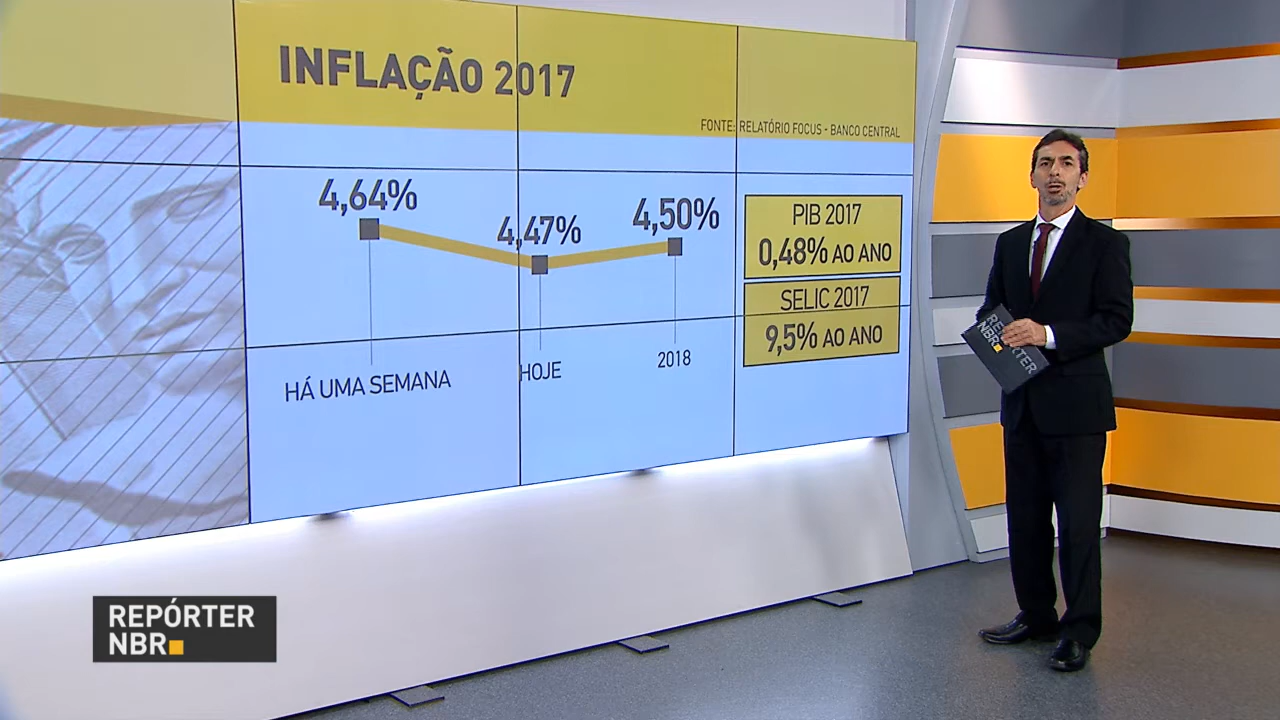 INFLAÇÃO 2017
FONTE: RELATÓRIO FOCUS - BANCO CENTRAL
4,64%
4,47%
4,50%
HÁ UMA SEMANA
HOJE
2018
PIB 2017
0,48% AO ANO
SELIC 2017
9,5% AO ANO
REPÓRTER
NBR
REPÓRTER
NBR